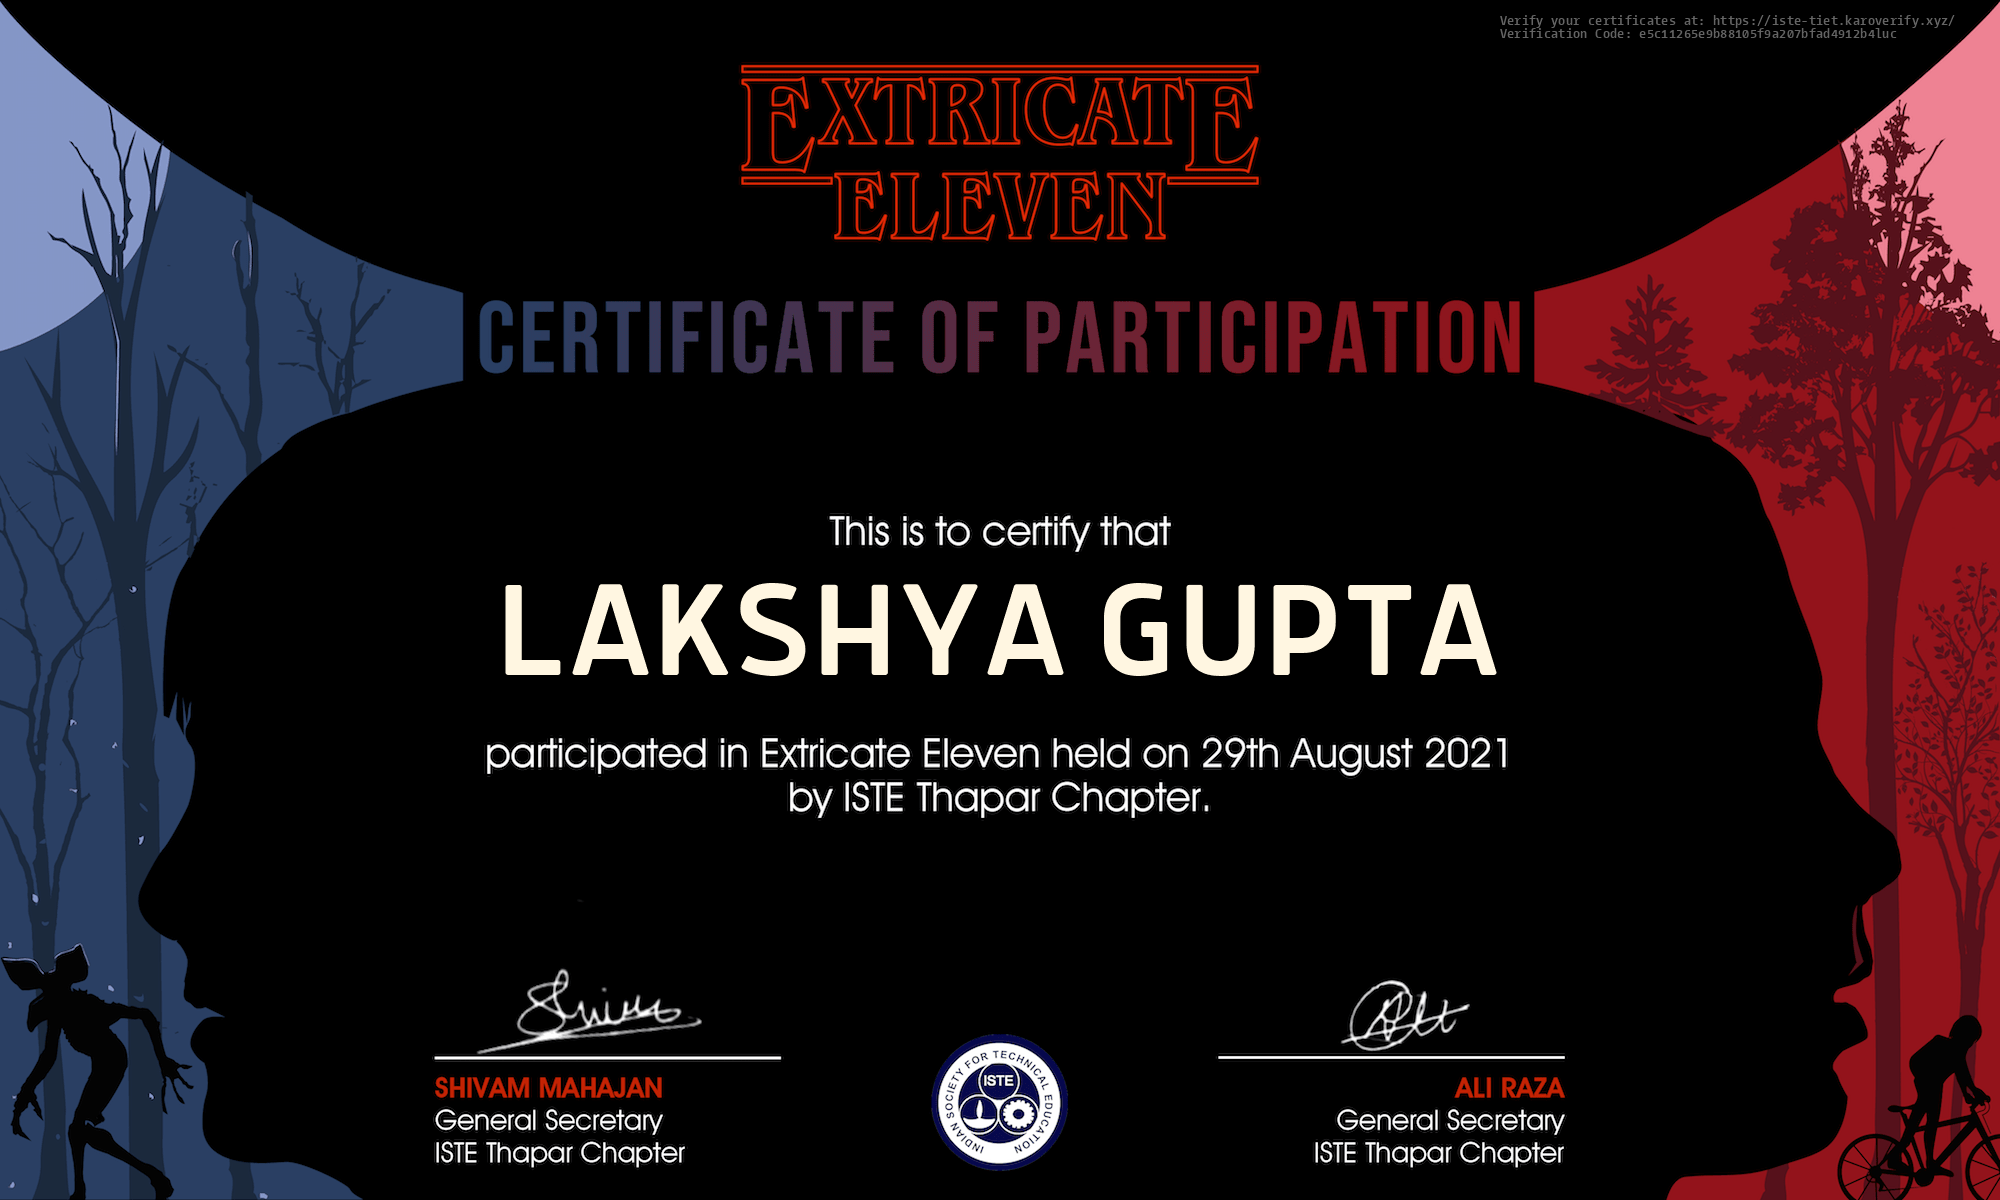 Verify your certificates at: https://iste-tiet.karoverify.xyz/
Verification Code: e5c11265e9b88105f9a207bfad4912b4luc
EXTRICATE
ELEVEN
CERTIFICATE OF PARTICIPATION
This is to certify that
LAKSHYA GUPTA
participated in Extricate Eleven held on 29th August 2021
by ISTE Thapar Chapter.
SHIVAM MAHAJAN
General Secretary
ISTE Thapar Chapter
INDIAN SOCIETY FOR TECHNICAL EDUCATION
ISTE
ALI RAZA
General Secretary
ISTE Thapar Chapter